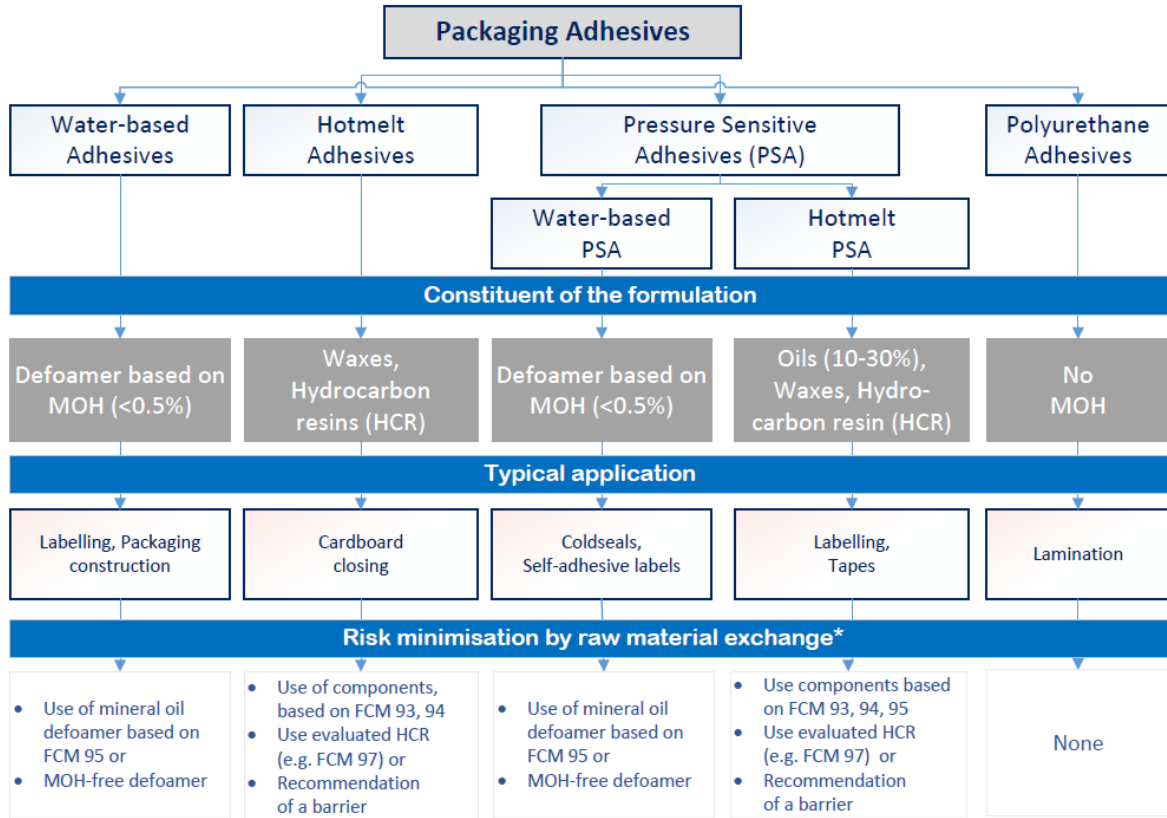 Packaging Adhesives
Water-based
Adhesives
Hotmelt
Adhesives
Pressure Sensitive
Adhesives (PSA)
Polyurethane
Adhesives
Water-based
PSA
Hotmelt
PSA
Constituent of the formulation
Defoamer based on
MOH (<0.5%)
Waxes,
Hydrocarbon
resins (HCR)
Defoamer based on
MOH (<0.5%)
Oils (10-30%),
Waxes, Hydro-
carbon resin (HCR)
No
MOH
Typical application
Labelling, Packaging
construction
Cardboard
closing
Coldseals,
Self-adhesive labels
Labelling,
Tapes
Lamination
Risk minimisation by raw material exchange*
• Use of mineral oil
defoamer based on
FCM 95 or
• MOH-free defoamer
• Use of components,
based on FCM 93, 94
• Use evaluated HCR
(e.g. FCM 97) or
• Recommendation
of a barrier
• Use of mineral oil
defoamer based on
FCM 95 or
• MOH-free defoamer
• Use components based
on FCM 93, 94, 95
• Use evaluated HCR
(e.g. FCM 97) or
• Recommendation
of a barrier
None